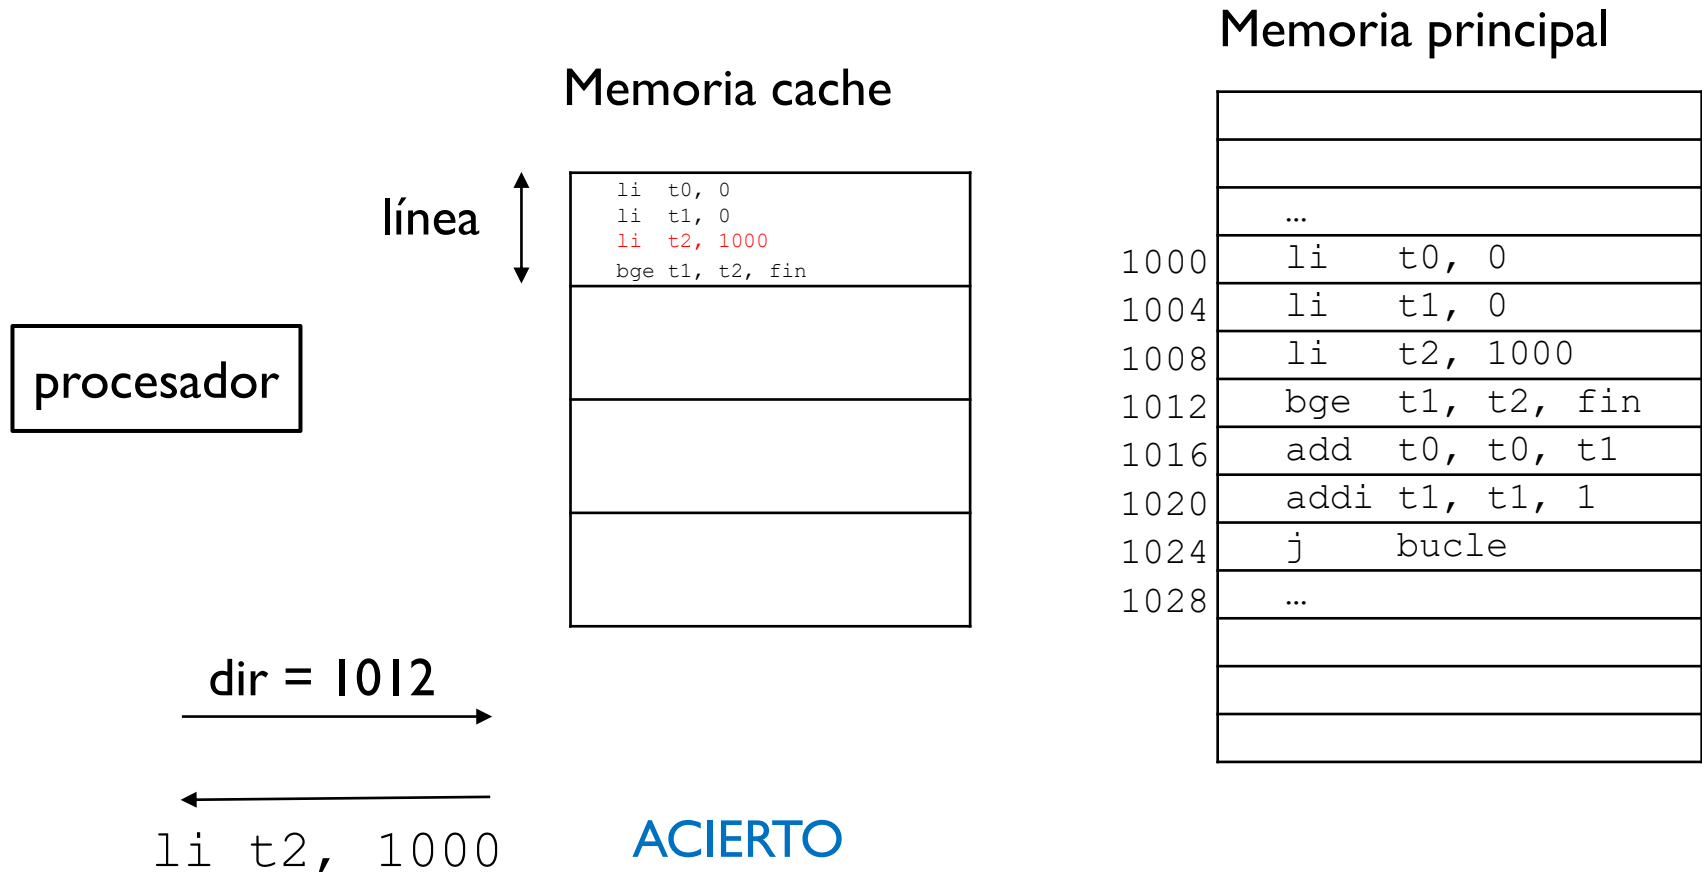 Memoria principal
Memoria cache
línea
li t0, 0
li t1, 0
li t2, 1000
bge t1, t2, fin
procesador
…
1000 li t0, 0
1004 li t1, 0
1008 li t2, 1000
1012 bge t1, t2, fin
1016 add t0, t0, t1
1020 addi t1, t1, 1
1024 j bucle
1028 …
dir = 1012
li t2, 1000
ACIERTO